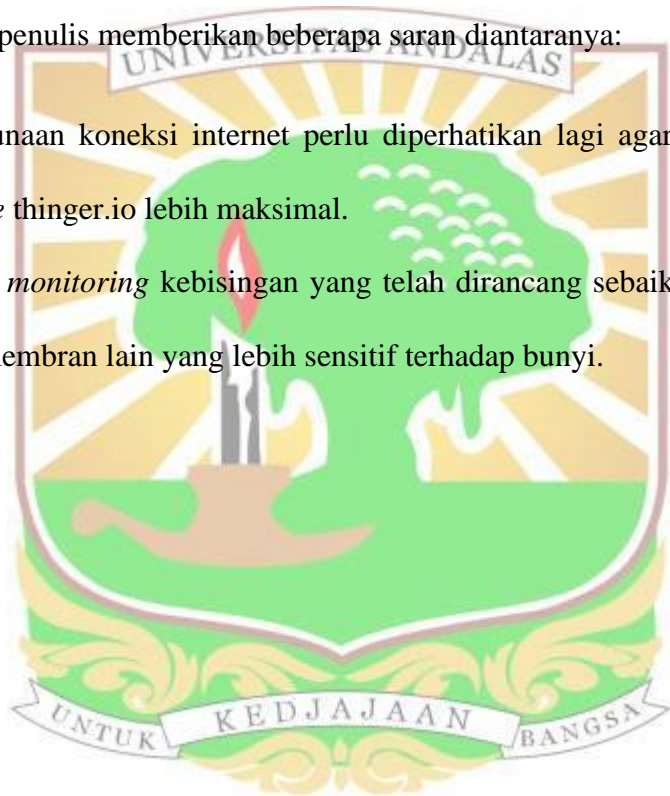 penulis memberikan beberapa saran diantaranya:
UNIVERSITAS ANDALAS
unaan koneksi internet perlu diperhatikan lagi agar
e thinger.io lebih maksimal.
monitoring kebisingan yang telah dirancang sebaik
embran lain yang lebih sensitif terhadap bunyi.
UNTUK KEDJAJAAN BANGSA